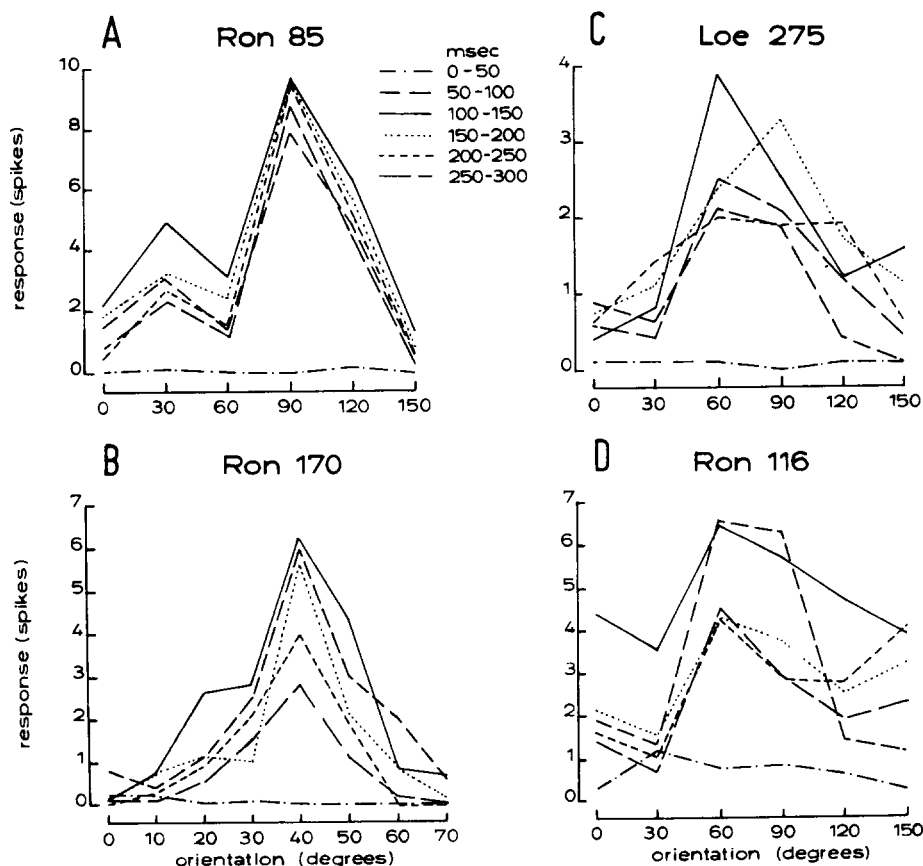 A
Ron 85
response (spikes)
10
8
6
4
2
0
0 30 60 90 120 150
msec
0-50
50-100
100-150
150-200
200-250
250-300
C
Loe 275
4
3
2
1
0
0 30 60 90 120 150
B
Ron 170
response (spikes)
7
6
5
4
3
2
1
0
0 10 20 30 40 50 60 70
orientation (degrees)
D
Ron 116
7
6
5
4
3
2
1
0
0 30 60 90 120 150
orientation (degrees)